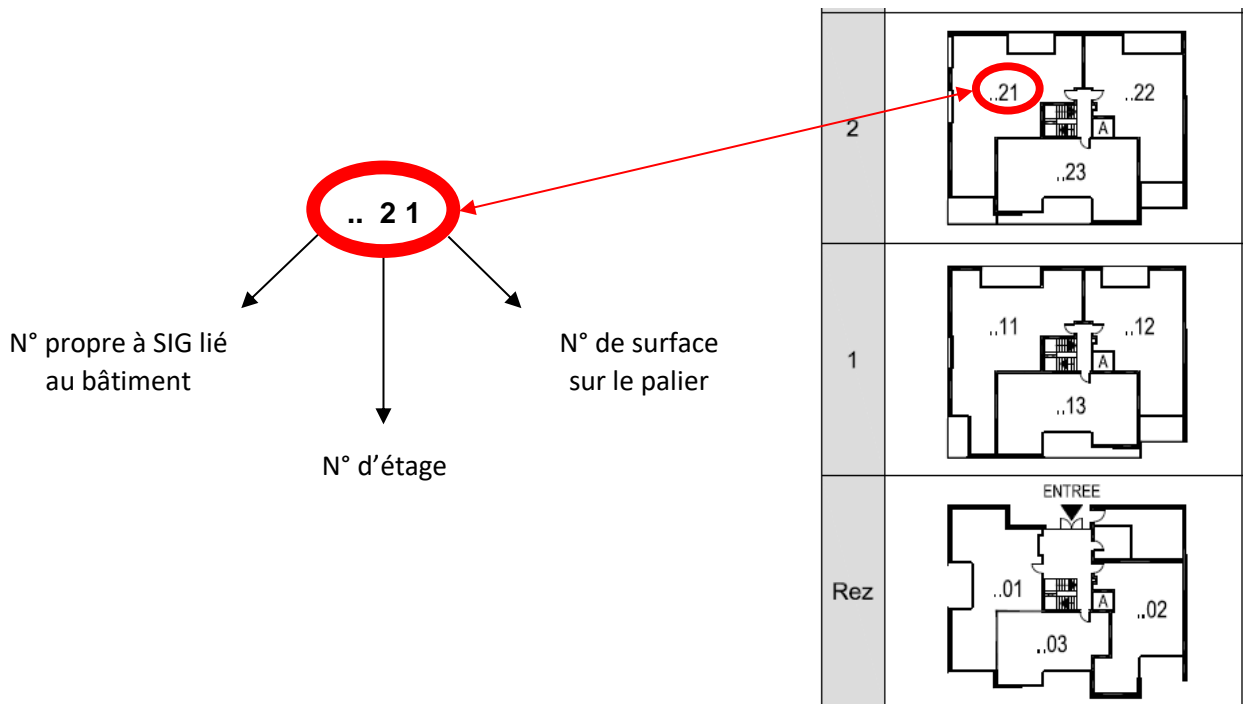 .. 2 1
N° propre à SIG lié
au bâtiment
N° d’étage
N° de surface
sur le palier
2
..21
..22
A
..23
1
..11
..12
A
..13
Rez
ENTREE
..01
A
..02
..03